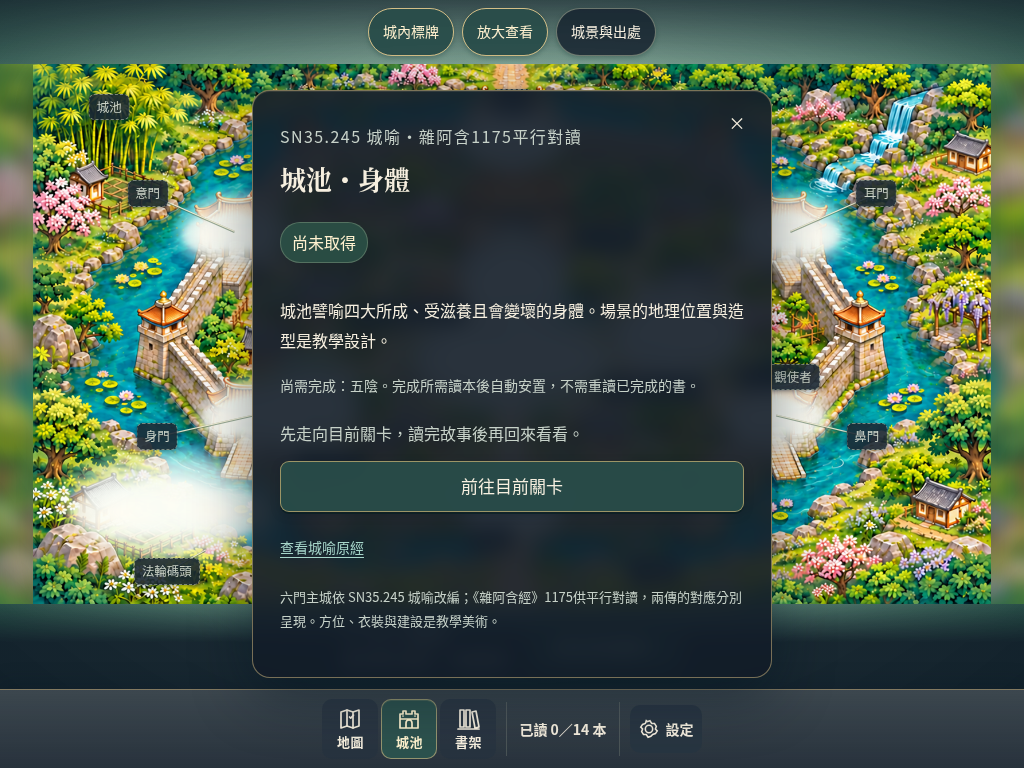 城內標牌
放大查看
城景與出處
城池
意門
耳門
觀使者
身門
鼻門
法輪碼頭
SN35.245 城喻・雜阿含1175平行對讀
城池・身體
尚未取得
城池譬喻四大所成、受滋養且會變壞的身體。場景的地理位置與造
型是教學設計。
尚需完成：五陰。完成所需讀本後自動安置，不需重讀已完成的書。
先走向目前關卡，讀完故事後再回來看看。
前往目前關卡
查看城喻原經
六門主城依 SN35.245 城喻改編；《雜阿含經》1175供平行對讀，兩傳的對應分別
呈現。方位、衣裝與建設是教學美術。
地圖
城池
書架
已讀 0／14 本
設定